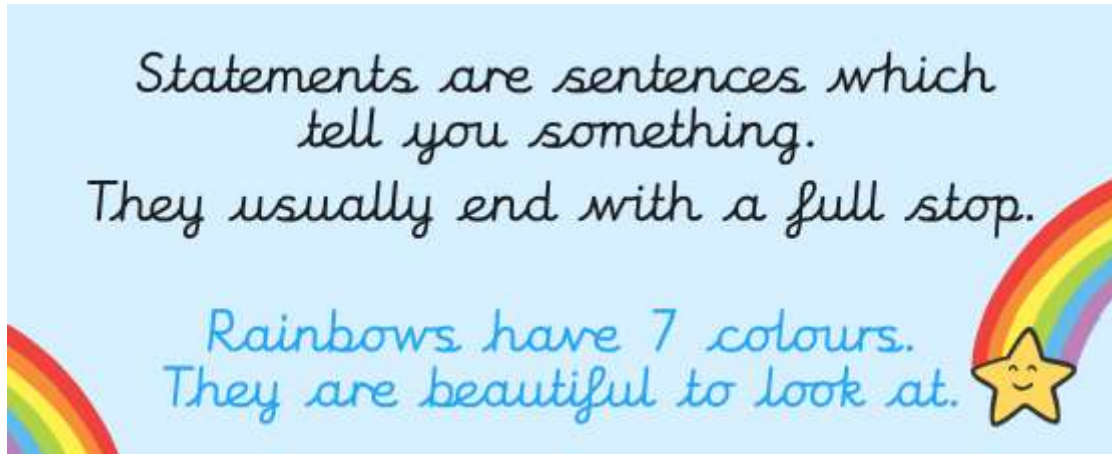 Statements are sentences which
tell you something.
They usually end with a full stop.
Rainbows have 7 colours.
They are beautiful to look at.